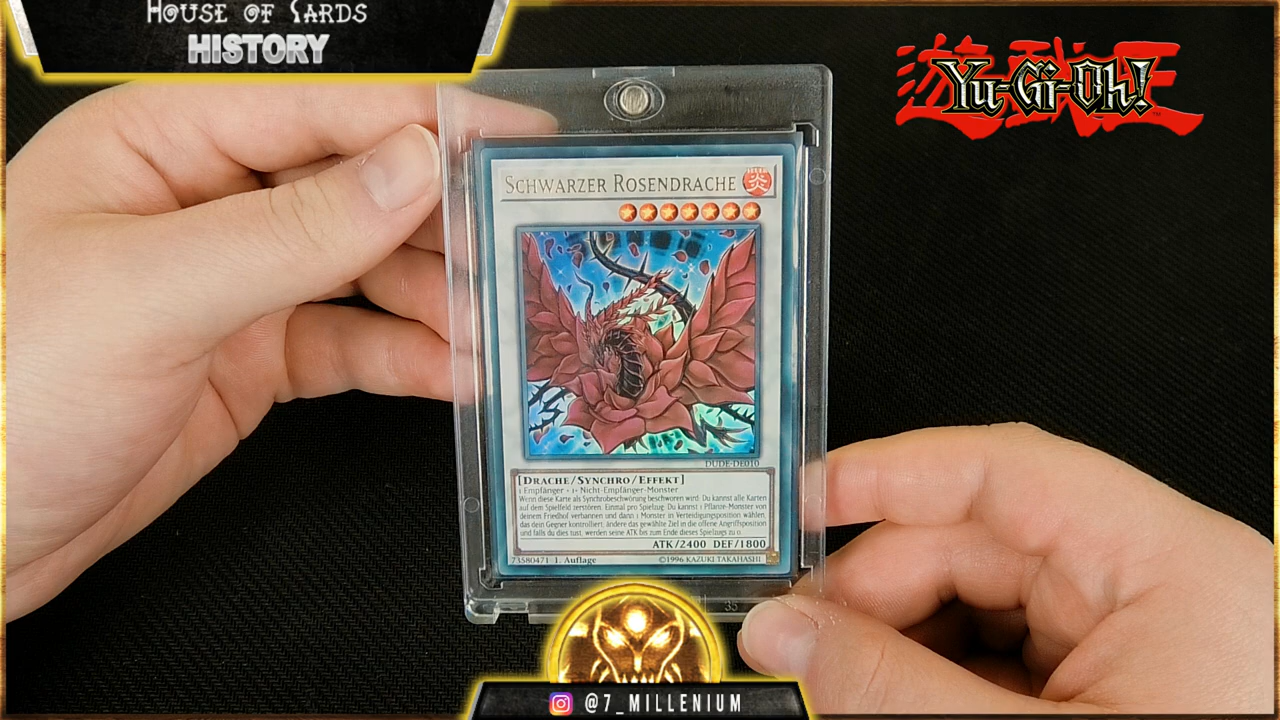 HOUSE OF CARDS
HISTORY
遊戯王
Yu-Gi-Oh!
SCHWARZER ROSENDRACHE
炎
DUDE-DE010
[DRACHE/SYNCHRO/EFFEKT]
1 Empfänger + 1+ Nicht-Empfänger-Monster
Wenn diese Karte als Synchrobeschwörung beschworen wird: Du kannst alle Karten
auf dem Spielfeld zerstören. Einmal pro Spielzug: Du kannst 1 Pflanze-Monster von
deinem Friedhof verbannen und dann 1 Monster in Verteidigungsposition wählen,
das dein Gegner kontrolliert; ändere das gewählte Ziel in die offene Angriffsposition
und falls du dies tust, werden seine ATK bis zum Ende dieses Spielzugs zu 0.
ATK/2400 DEF/1800
73580471 1. Auflage ©1996 KAZUKI TAKAHASHI
35
@7_MILLENIUM